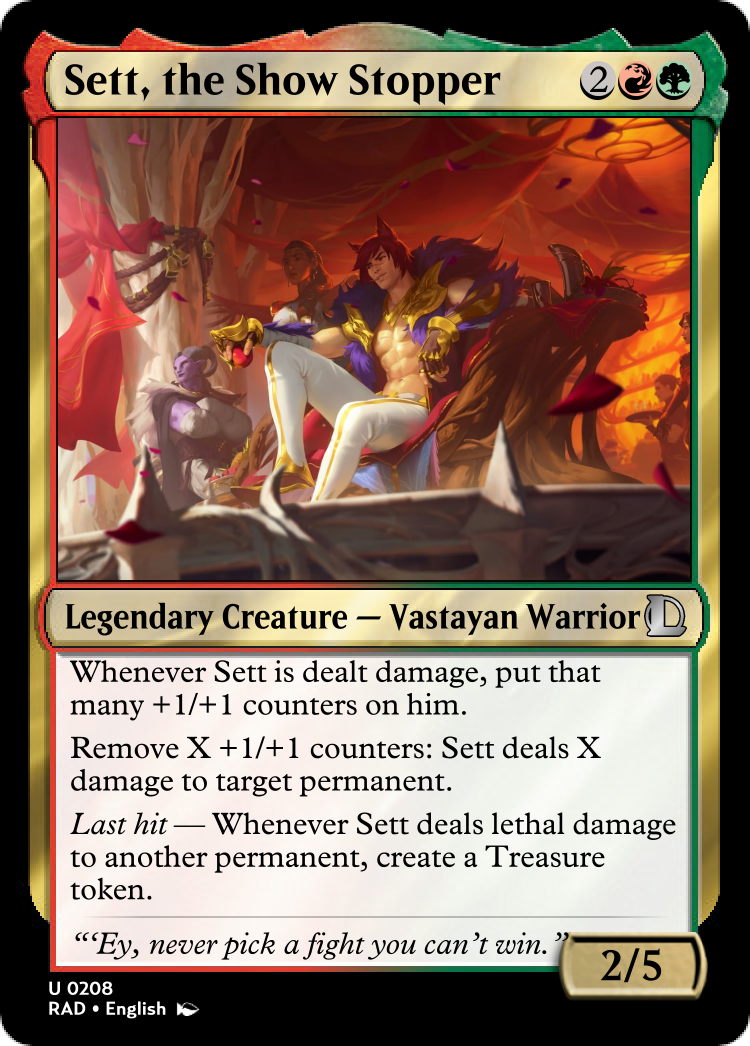 Sett, the Show Stopper 2
Legendary Creature — Vastayan Warrior
Whenever Sett is dealt damage, put that
many +1/+1 counters on him.
Remove X +1/+1 counters: Sett deals X
damage to target permanent.
Last hit — Whenever Sett deals lethal damage
to another permanent, create a Treasure
token.
“‘Ey, never pick a fight you can’t win.”
2/5
U 0208
RAD • English